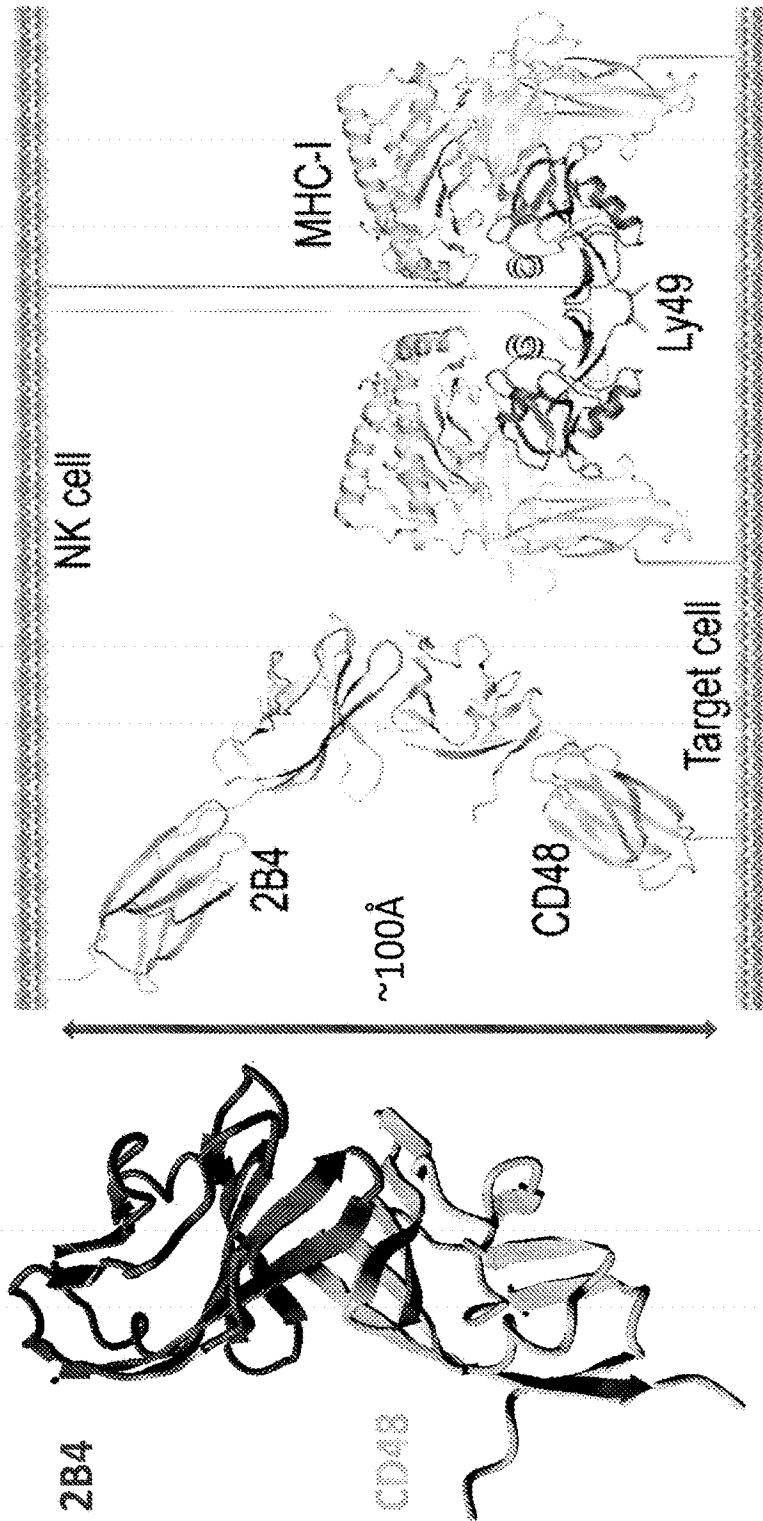 2B4
CD48
~100Å
2B4
CD48
NK cell
Target cell
MHC-I
Ly49